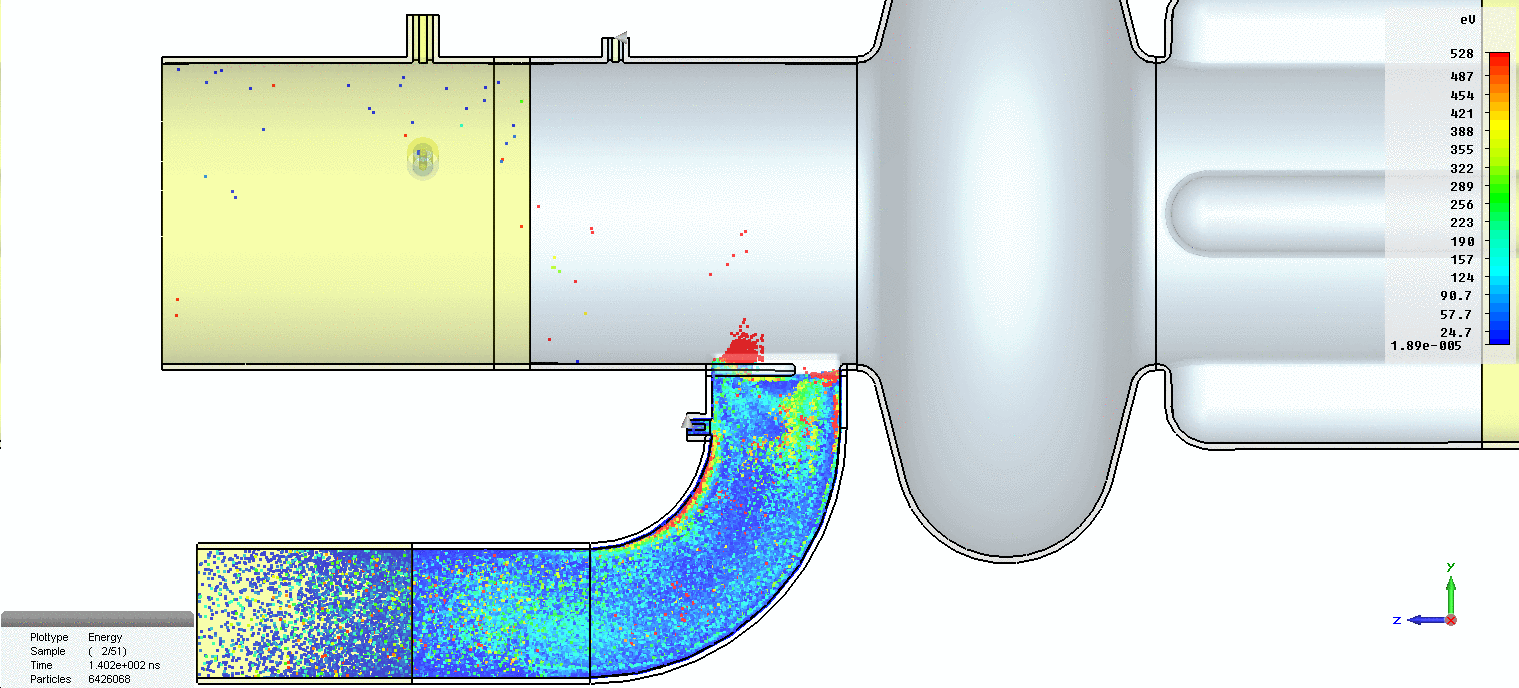 eV
528
487
454
421
388
355
322
289
256
223
190
157
124
90.7
57.7
24.7
1.89e-005
y
z
Plottype Energy
Sample ( 2/51)
Time 1.402e+002 ns
Particles 6426068